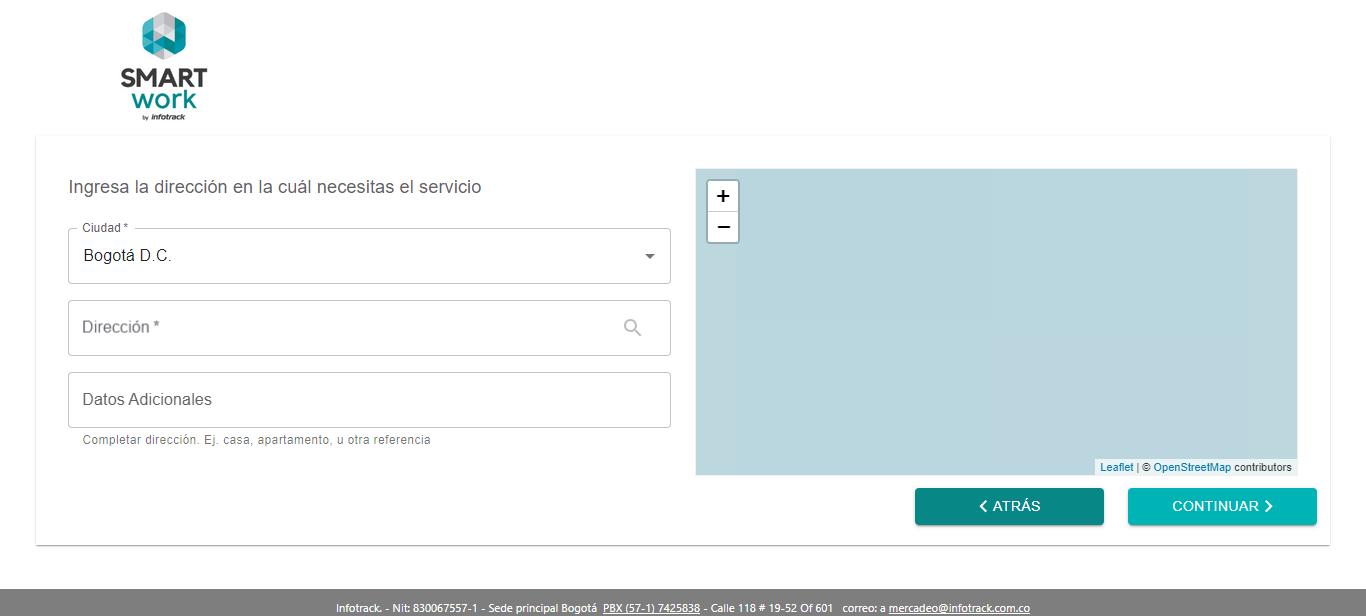 SMART
work
by infotrack
Ingresa la dirección en la cuál necesitas el servicio
Ciudad *
Bogotá D.C.
Dirección *
Datos Adicionales
Completar dirección. Ej. casa, apartamento, u otra referencia
+
−
Leaflet | © OpenStreetMap contributors
ATRÁS
CONTINUAR
Infotrack. - Nit: 830067557-1 - Sede principal Bogotá PBX (57-1) 7425838 - Calle 118 # 19-52 Of 601 correo: a mercadeo@infotrack.com.co